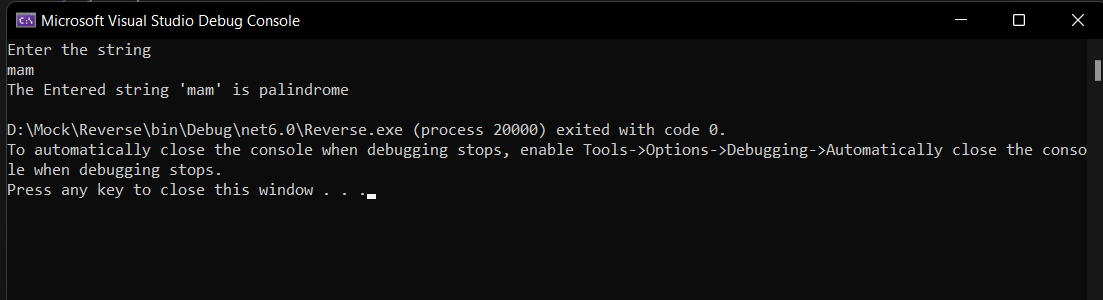 Microsoft Visual Studio Debug Console
Enter the string
mam
The Entered string 'mam' is palindrome
D:\Mock\Reverse\bin\Debug\net6.0\Reverse.exe (process 20000) exited with code 0.
To automatically close the console when debugging stops, enable Tools->Options->Debugging->Automatically close the conso
le when debugging stops.
Press any key to close this window . . .